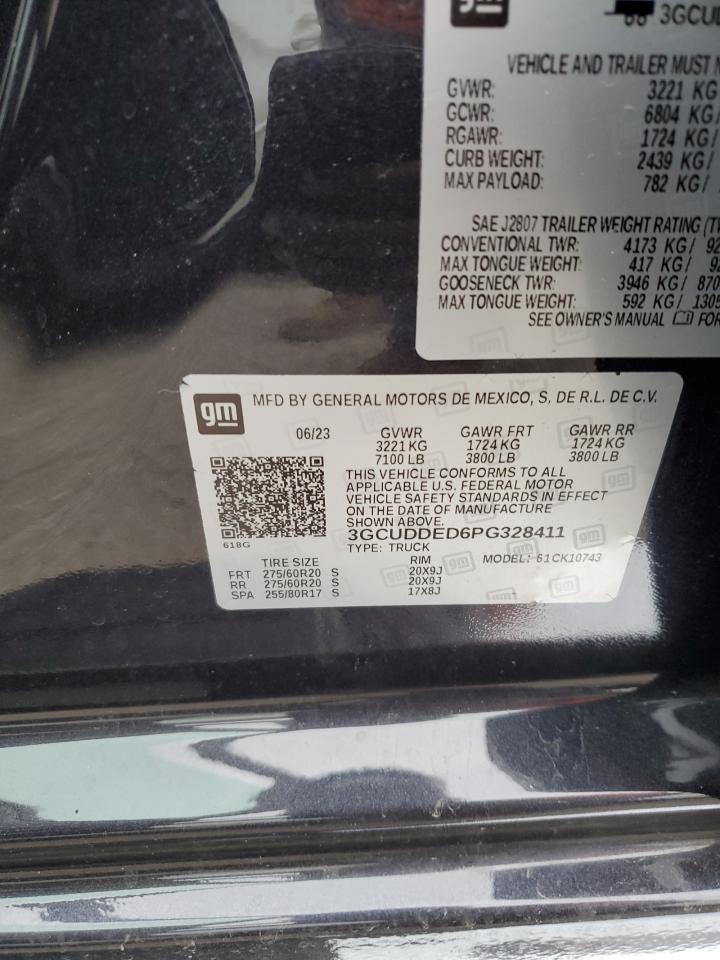 gm
3GCU
VEHICLE AND TRAILER MUST
GVWR: 3221 KG
GCWR: 6804 KG/
RGAWR: 1724 KG/
CURB WEIGHT: 2439 KG/
MAX PAYLOAD: 782 KG/
SAE J2807 TRAILER WEIGHT RATING
CONVENTIONAL TWR: 4173 KG/ 92
MAX TONGUE WEIGHT: 417 KG/ 9
GOOSENECK TWR: 3946 KG/ 870
MAX TONGUE WEIGHT: 592 KG/ 1305
SEE OWNER'S MANUAL FOR
gm MFD BY GENERAL MOTORS DE MEXICO, S. DE R.L. DE C.V.
06/23 GVWR GAWR FRT GAWR RR
3221 KG 1724 KG 1724 KG
7100 LB 3800 LB 3800 LB
THIS VEHICLE CONFORMS TO ALL
APPLICABLE U.S. FEDERAL MOTOR
VEHICLE SAFETY STANDARDS IN EFFECT
ON THE DATE OF MANUFACTURE
SHOWN ABOVE.
3GCUDDED6PG328411
618G
TYPE: TRUCK MODEL: 61CK10743
TIRE SIZE RIM
FRT 275/60R20 S 20X9J
RR 275/60R20 S 20X9J
SPA 255/80R17 S 17X8J